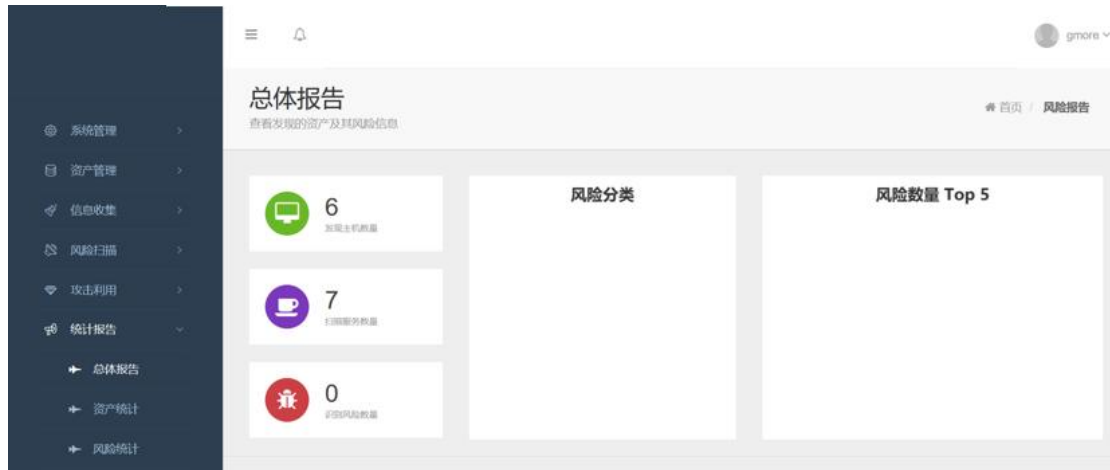 gmore
总体报告
查看发现的资产及其风险信息
首页 / 风险报告
系统管理
资产管理
信息收集
风险扫描
攻击利用
统计报告
总体报告
资产统计
风险统计
6
发现主机数量
7
扫描服务数量
0
识别风险数量
风险分类
风险数量 Top 5